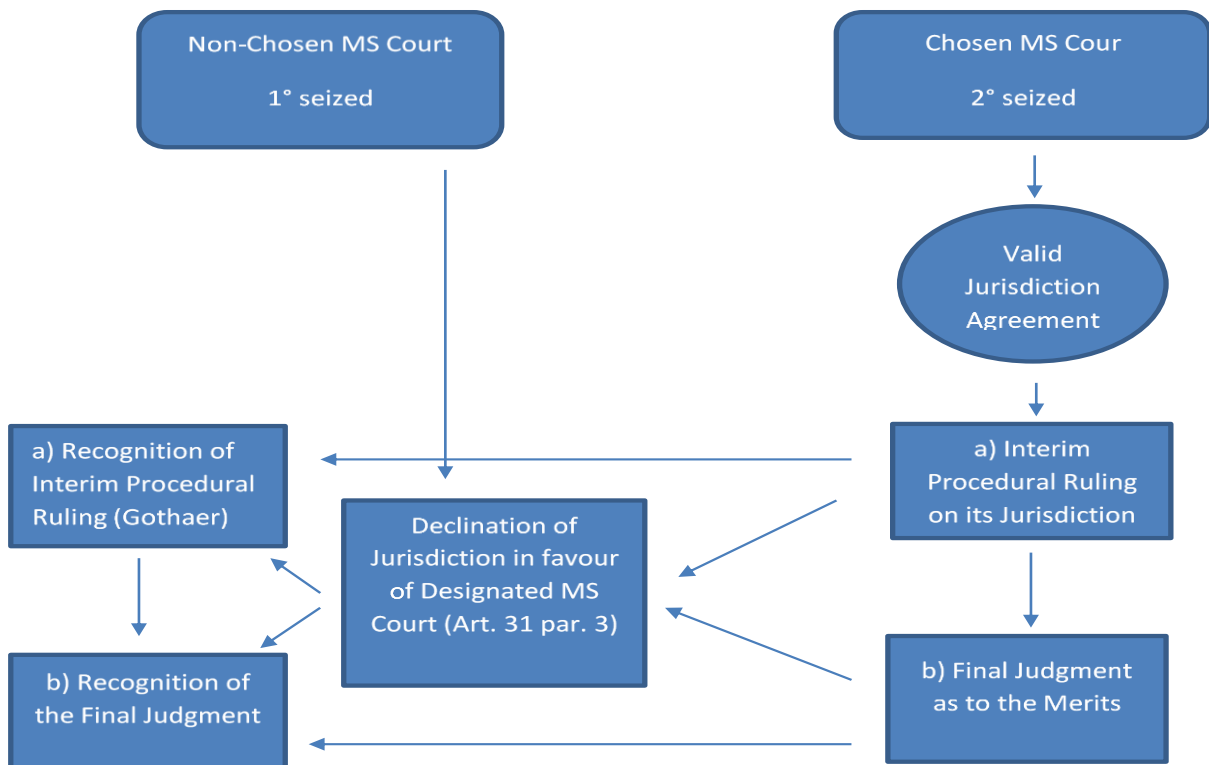 Non-Chosen MS Court
1° seized
Chosen MS Cour
2° seized
Valid
Jurisdiction
Agreement
a) Recognition of
Interim Procedural
Ruling (Gothaer)
Declination of
Jurisdiction in favour
of Designated MS
Court (Art. 31 par. 3)
a) Interim
Procedural Ruling
on its Jurisdiction
b) Recognition of
the Final Judgment
b) Final Judgment
as to the Merits